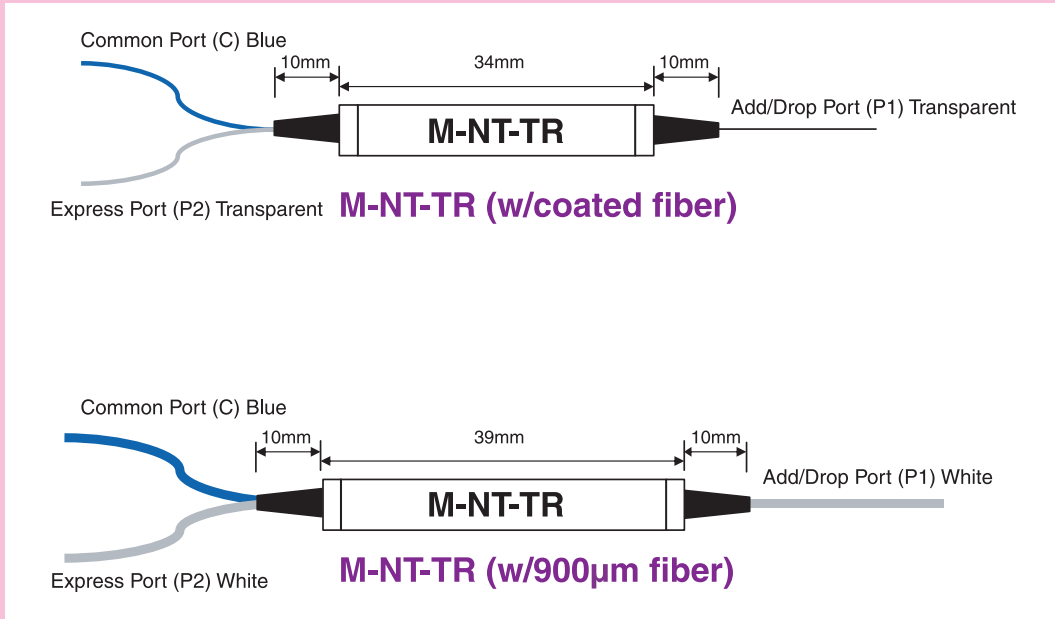 Common Port (C) Blue
10mm
34mm
10mm
Add/Drop Port (P1) Transparent
M-NT-TR
Express Port (P2) Transparent
M-NT-TR (w/coated fiber)
Common Port (C) Blue
10mm
39mm
10mm
Add/Drop Port (P1) White
M-NT-TR
Express Port (P2) White
M-NT-TR (w/900µm fiber)